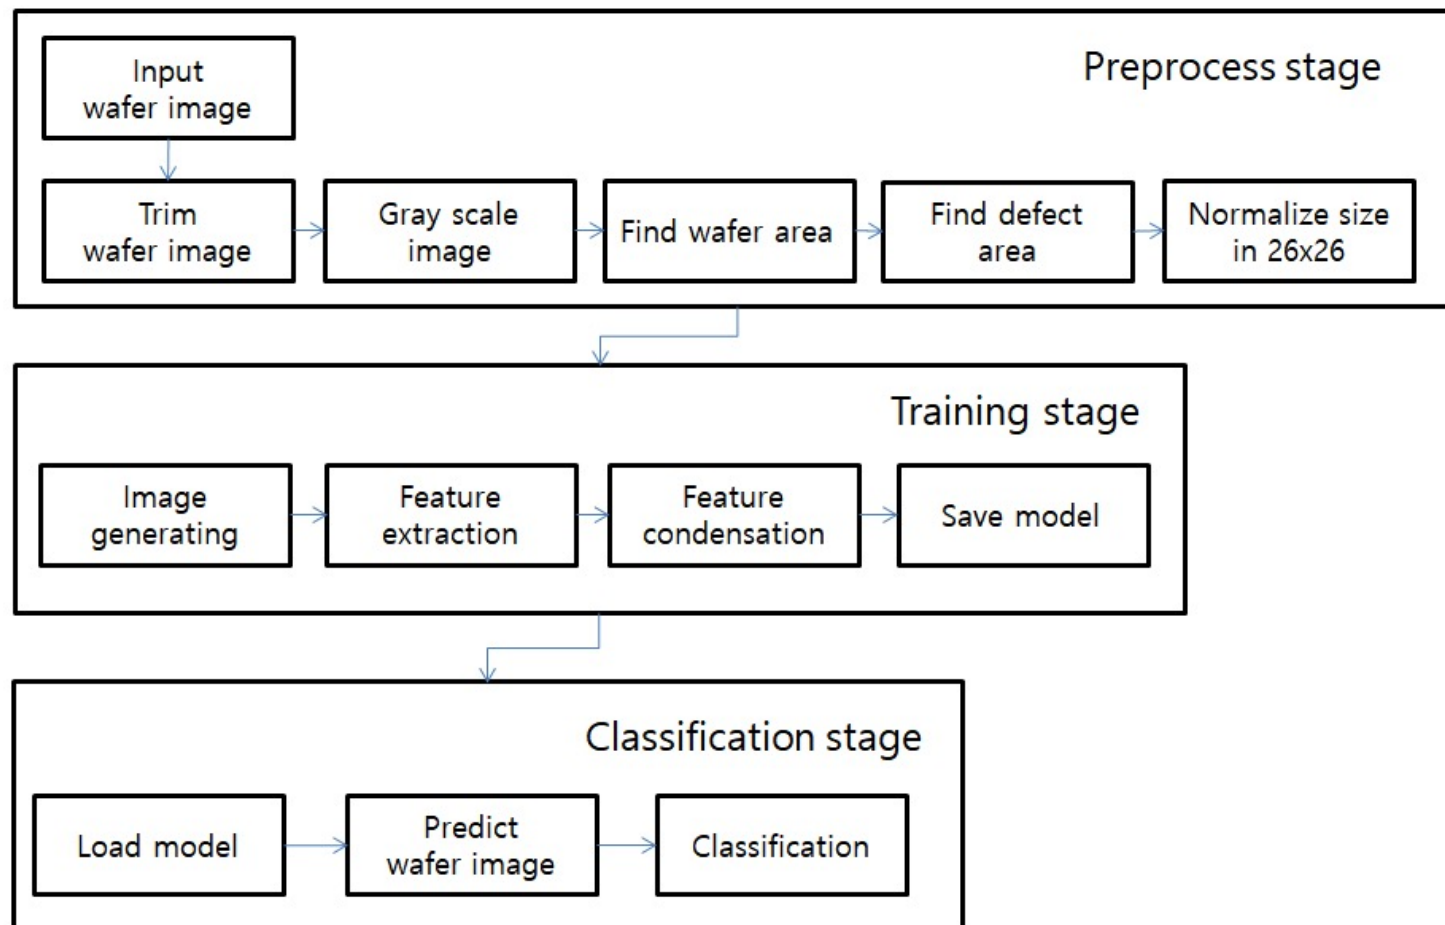 Preprocess stage
Input
wafer image
Trim
wafer image
Gray scale
image
Find wafer area
Find defect
area
Normalize size
in 26x26
Training stage
Image
generating
Feature
extraction
Feature
condensation
Save model
Classification stage
Load model
Predict
wafer image
Classification